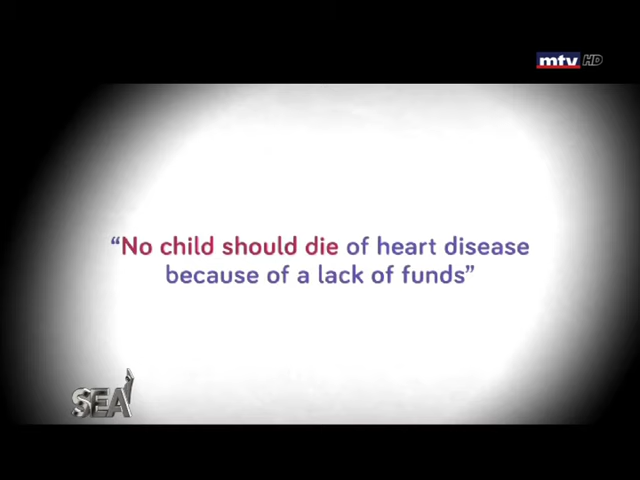 mtv HD
“No child should die of heart disease
because of a lack of funds”
SEA